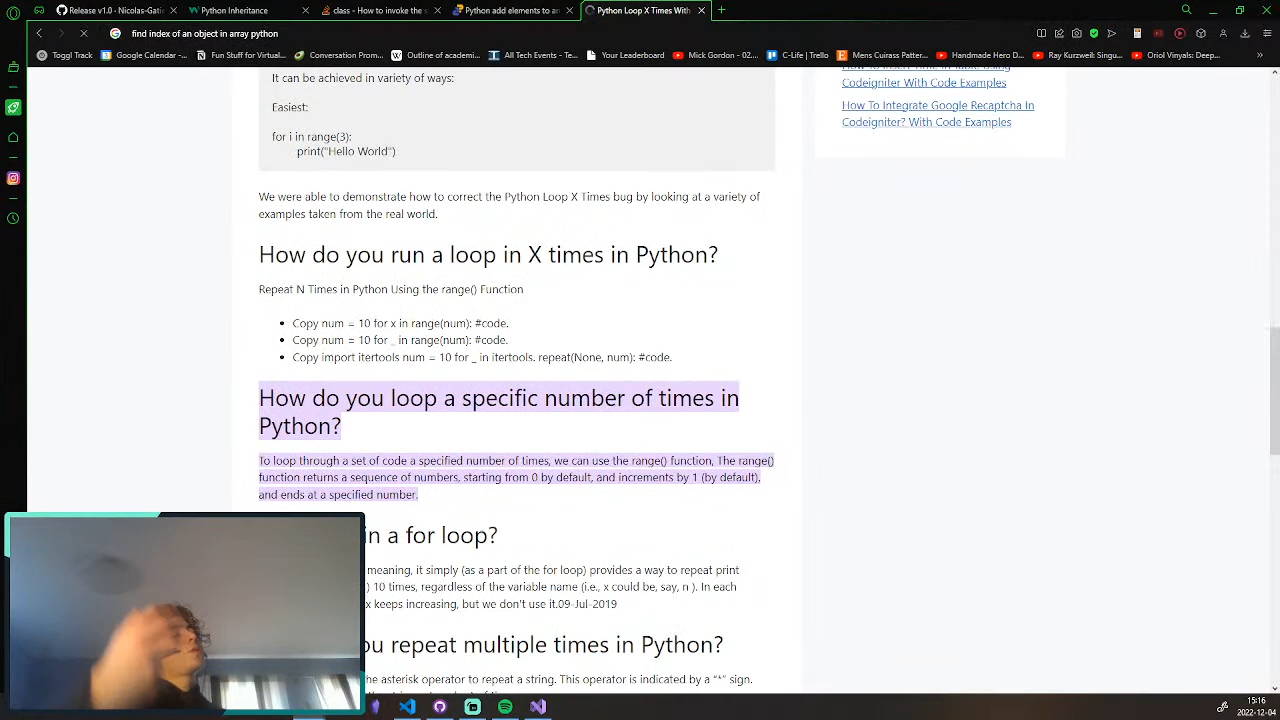 Release v1.0 - Nicolas-Gati
Python Inheritance
class - How to invoke the s
Python add elements to an
Python Loop X Times With
find index of an object in array python
Toggl Track
Google Calendar -
Fun Stuff for Virtual...
Conversation Prom...
Outline of academi...
All Tech Events - Te...
Your Leaderboard
Mick Gordon - 02...
C-Life | Trello
Mens Cuirass Patter...
Handmade Hero D...
Ray Kurzweil: Singu...
Oriol Vinyals: Deep...
It can be achieved in variety of ways:
Easiest:
for i in range(3):
print("Hello World")
We were able to demonstrate how to correct the Python Loop X Times bug by looking at a variety of
examples taken from the real world.
How do you run a loop in X times in Python?
Repeat N Times in Python Using the range() Function
Copy num = 10 for x in range(num): #code.
Copy num = 10 for _ in range(num): #code.
Copy import itertools num = 10 for _ in itertools. repeat(None, num): #code.
How do you loop a specific number of times in
Python?
To loop through a set of code a specified number of times, we can use the range() function, The range()
function returns a sequence of numbers, starting from 0 by default, and increments by 1 (by default),
and ends at a specified number.
in a for loop?
meaning, it simply (as a part of the for loop) provides a way to repeat print
) 10 times, regardless of the variable name (i.e., x could be, say, n ). In each
x keeps increasing, but we don't use it.09-Jul-2019
u repeat multiple times in Python?
the asterisk operator to repeat a string. This operator is indicated by a "*" sign.
How To Insert Time In Table Using
Codeigniter With Code Examples
How To Integrate Google Recaptcha In
Codeigniter? With Code Examples
15:16
2022-12-04